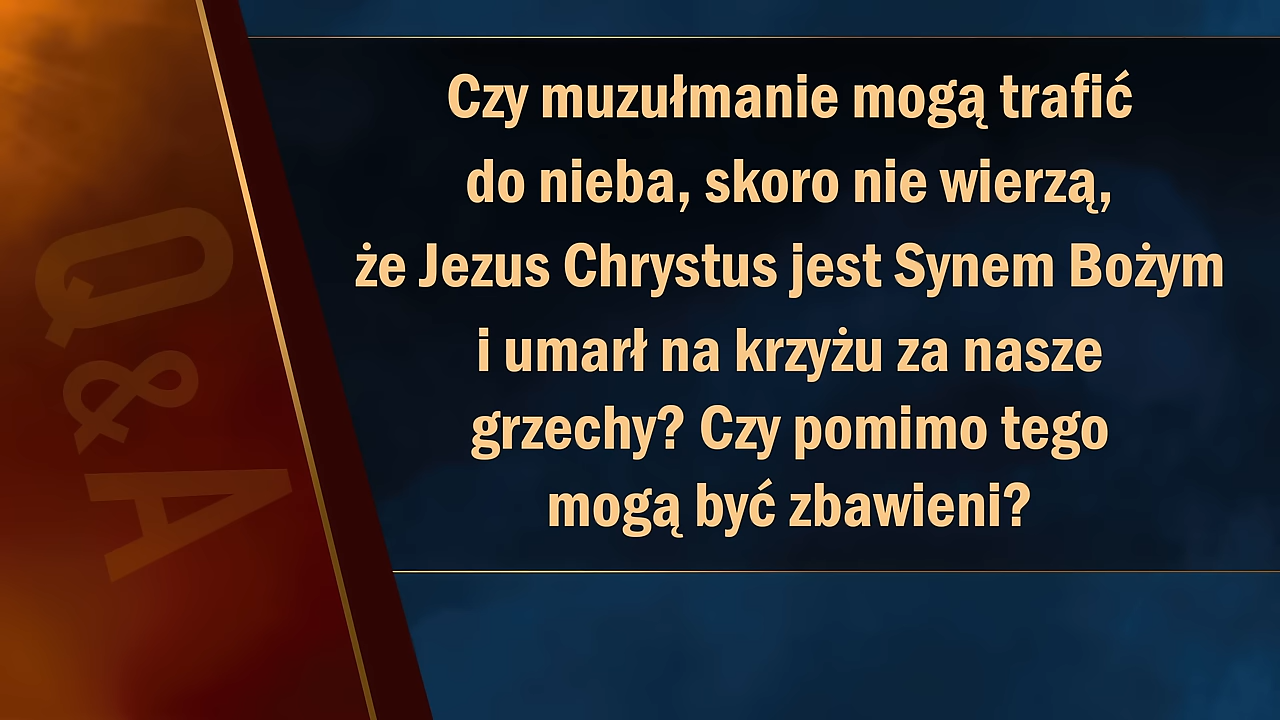 Czy muzułmanie mogą trafić
do nieba, skoro nie wierzą,
że Jezus Chrystus jest Synem Bożym
i umarł na krzyżu za nasze
grzechy? Czy pomimo tego
mogą być zbawieni?
Q & A